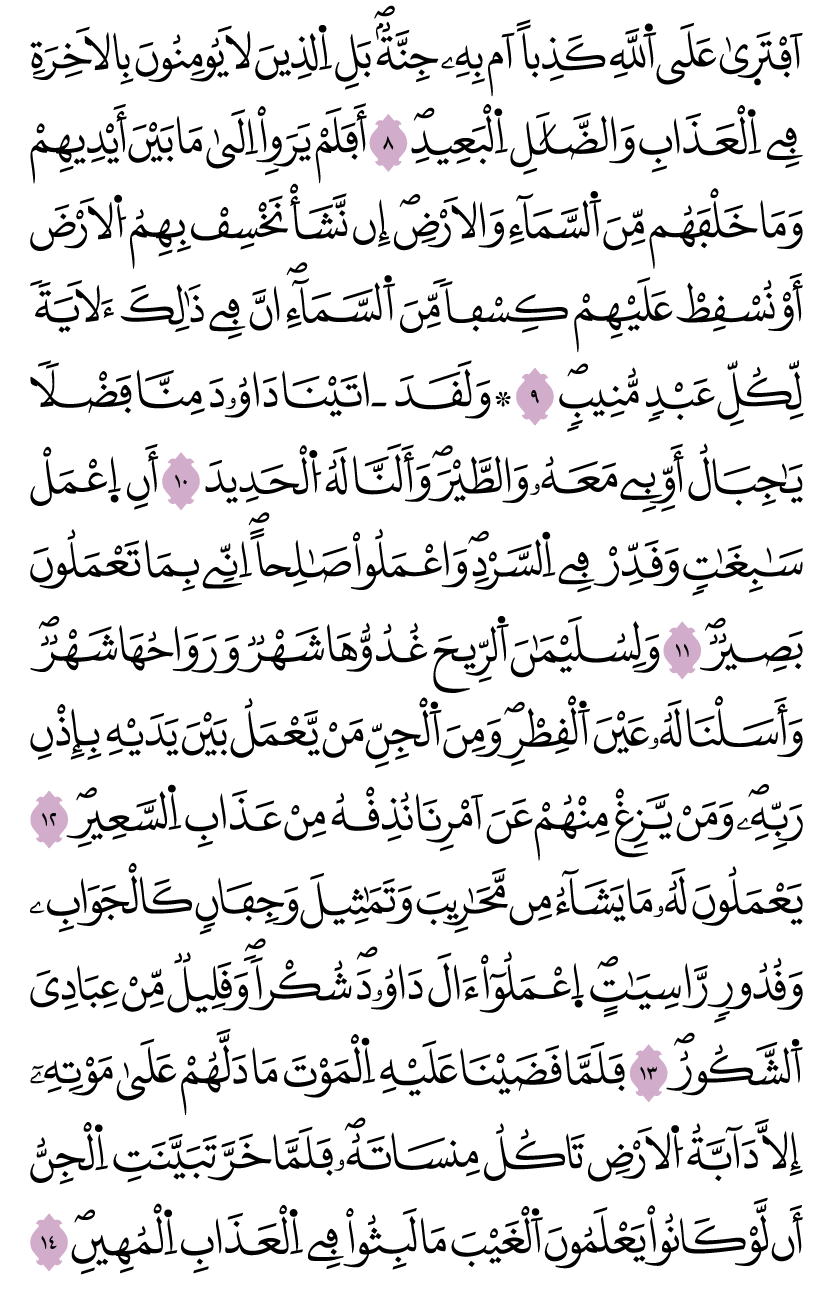 اَ۬فْتَر۪ىٰ عَلَى اَ۬للَّهِ كَذِباً اَم بِهِۦ جِنَّةُۢۖ بَلِ اِ۬لذِينَ لَا يُومِنُونَ بِالَاخِرَةِ
فِے اِ۬لْعَذَابِ وَالضَّلَٰلِ اِ۬لْبَعِيدِۖ ٨ أَفَلَمْ يَرَوِاْ اِلَىٰ مَا بَيْنَ أَيْدِيهِمْ
وَمَا خَلْفَهُم مِّنَ اَ۬لسَّمَآءِ وَالَارْضِۖ إِن نَّشَأْ نَخْسِفْ بِهِمُ اُ۬لَارْضَ
أَوْ نُسْقِطْ عَلَيْهِمْ كِسْفاٗ مِّنَ اَ۬لسَّمَآءِۖ انَّ فِے ذَٰلِكَ ءَلَايَةٗ
لِّكُلِّ عَبْدٖ مُّنِيبٖۖ ٩ ۞ وَلَقَدَ ـ اتَيْنَا دَاوُۥدَ مِنَّا فَضْلاٗ
يَٰجِبَالُ أَوِّبِے مَعَهُۥ وَالطَّيْرَۖ وَأَلَنَّا لَهُ اُ۬لْحَدِيدَ ١٠ أَنِ اِ۪عْمَلْ
سَٰبِغَٰتٖ وَقَدِّرْ فِے اِ۬لسَّرْدِۖ وَاعْمَلُواْ صَٰلِحاًۖ اِنِّے بِمَا تَعْمَلُونَ
بَصِيرٞۖ ١١ وَلِسُلَيْمَٰنَ اَ۬لرِّيحَ غُدُوُّهَا شَهْرٞ وَرَوَاحُهَا شَهْرٞۖ
وَأَسَلْنَا لَهُۥ عَيْنَ اَ۬لْقِطْرِۖ وَمِنَ اَ۬لْجِنِّ مَنْ يَّعْمَلُ بَيْنَ يَدَيْهِ بِإِذْنِ
رَبِّهِۦۖ وَمَنْ يَّزِغْ مِنْهُمْ عَنَ اَمْرِنَا نُذِقْهُ مِنْ عَذَابِ اِ۬لسَّعِيرِۖ ١٢
يَعْمَلُونَ لَهُۥ مَا يَشَآءُ مِن مَّحَٰرِيبَ وَتَمَٰثِيلَ وَجِفَانٖ كَالْجَوَابِۦ
وَقُدُورٖ رَّاسِيَٰتٍۖ اِ۪عْمَلُوٓاْ ءَالَ دَاوُۥدَۖ شُكْراٗۖ وَقَلِيلٞ مِّنْ عِبَادِيَ
اَ۬لشَّكُورُۖ ١٣ فَلَمَّا قَضَيْنَا عَلَيْهِ اِ۬لْمَوْتَ مَا دَلَّهُمْ عَلَىٰ مَوْتِهِۦٓ
إِلَّا دَآبَّةُ اُ۬لَارْضِ تَاكُلُ مِنسَاتَهُۥۖ فَلَمَّا خَرَّ تَبَيَّنَتِ اِ۬لْجِنُّ
أَن لَّوْ كَانُواْ يَعْلَمُونَ اَ۬لْغَيْبَ مَا لَبِثُواْ فِے اِ۬لْعَذَابِ اِ۬لْمُهِينِۖ ١٤